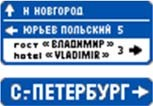 ↑ Н НОВГОРОД
← ЮРЬЕВ ПОЛЬСКИЙ 5
гост «ВЛАДИМИР» 3 →
hotel «VLADIMIR»
С.-ПЕТЕРБУРГ →